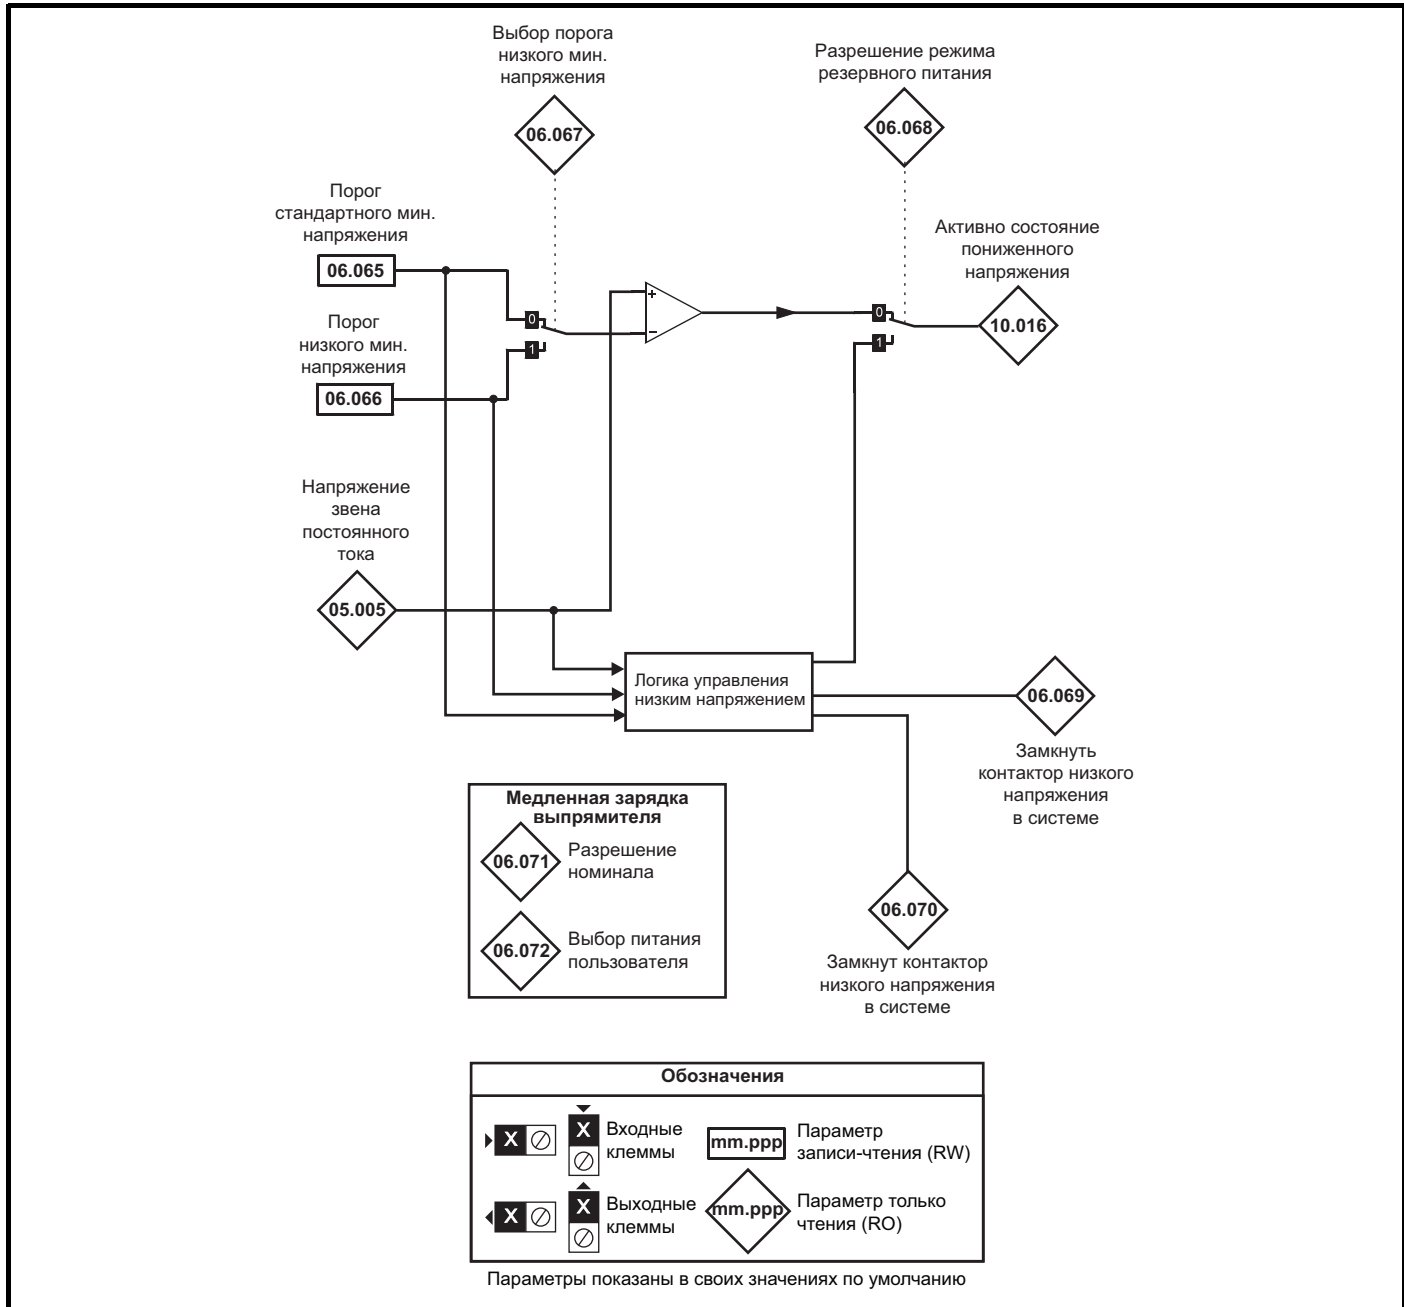 Выбор порога
низкого мин.
напряжения
06.067
Разрешение режима
резервного питания
06.068
Порог
стандартного мин.
напряжения
06.065
0
1
+
−
0
1
Активно состояние
пониженного
напряжения
10.016
Порог
низкого мин.
напряжения
06.066
Напряжение
звена
постоянного
тока
05.005
Логика управления
низким напряжением
06.069
Замкнуть
контактор низкого
напряжения
в системе
06.070
Замкнут контактор
низкого напряжения
в системе
Медленная зарядка
выпрямителя
06.071
Разрешение
номинала
06.072
Выбор питания
пользователя
Обозначения
X
X
Входные
клеммы
mm.ppp
Параметр
записи-чтения (RW)
X
X
Выходные
клеммы
mm.ppp
Параметр только
чтения (RO)
Параметры показаны в своих значениях по умолчанию